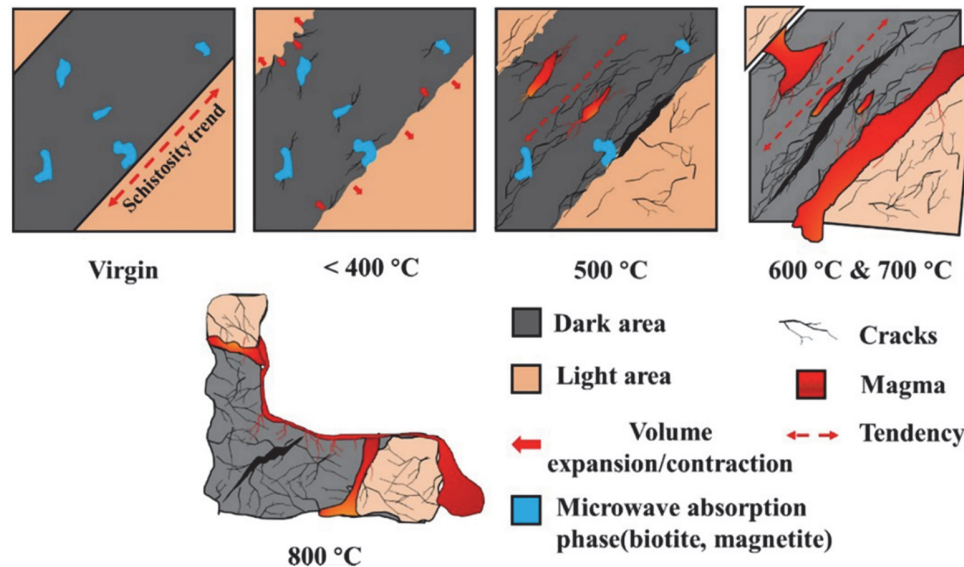 Schistosity trend
Virgin
< 400 °C
500 °C
600 °C & 700 °C
800 °C
Dark area
Light area
Volume
expansion/contraction
Microwave absorption
phase(biotite, magnetite)
Cracks
Magma
Tendency